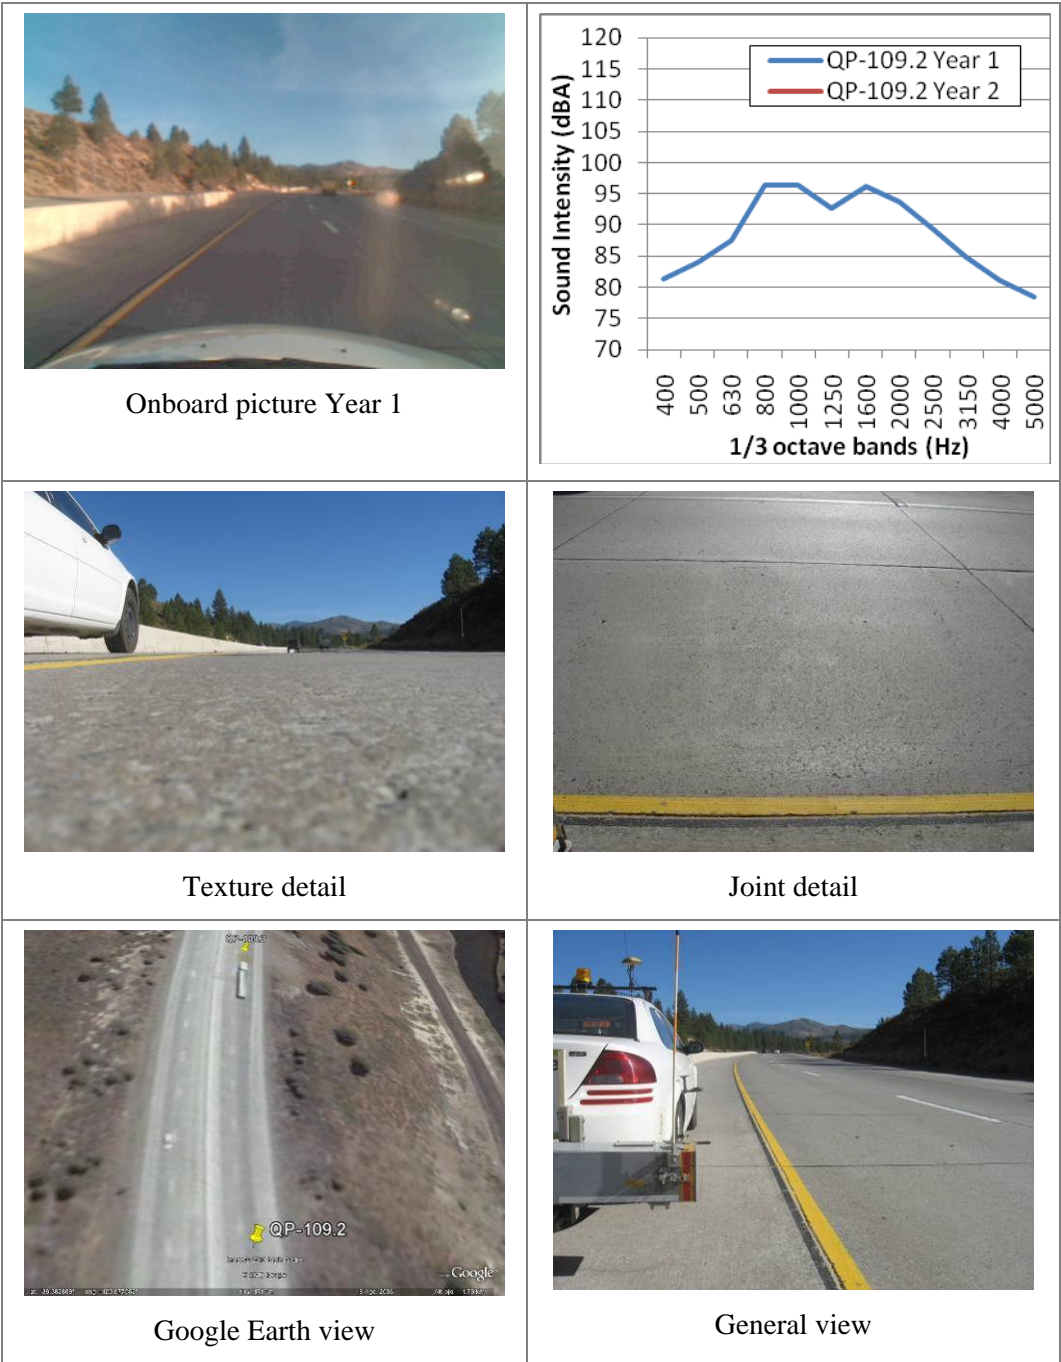 120
115
110
105
100
95
90
85
80
75
70
Sound Intensity (dBA)
QP-109.2 Year 1
QP-109.2 Year 2
400
500
630
800
1000
1250
1600
2000
2500
3150
4000
5000
1/3 octave bands (Hz)
Onboard picture Year 1
Texture detail
Joint detail
QP-109.2
Google
Google Earth view
General view